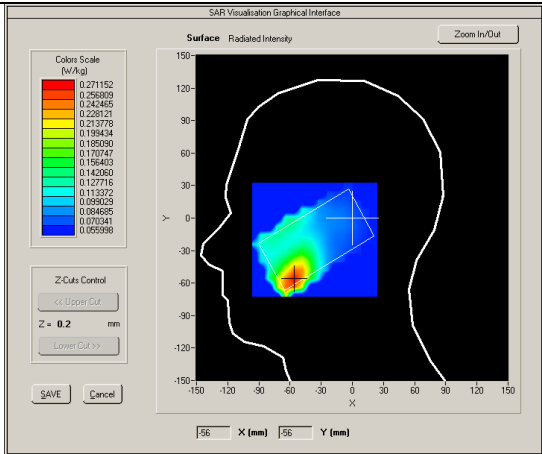 SAR Visualisation Graphical Interface
Surface Radiated Intensity
Zoom In/Out
Colors Scale
(W/kg)
0.271152
0.256809
0.242465
0.228121
0.213778
0.199434
0.185090
0.170747
0.156403
0.142060
0.127716
0.113372
0.099029
0.084685
0.070341
0.055998
Z-Cuts Control
<< Upper Cut
Z = 0.2 mm
Lower Cut >>
SAVE Cancel
150
120
90
60
30
0
-30
-60
-90
-120
-150
Y
-150 -120 -90 -60 -30 0 30 60 90 120 150
X
-56 X (mm) -56 Y (mm)